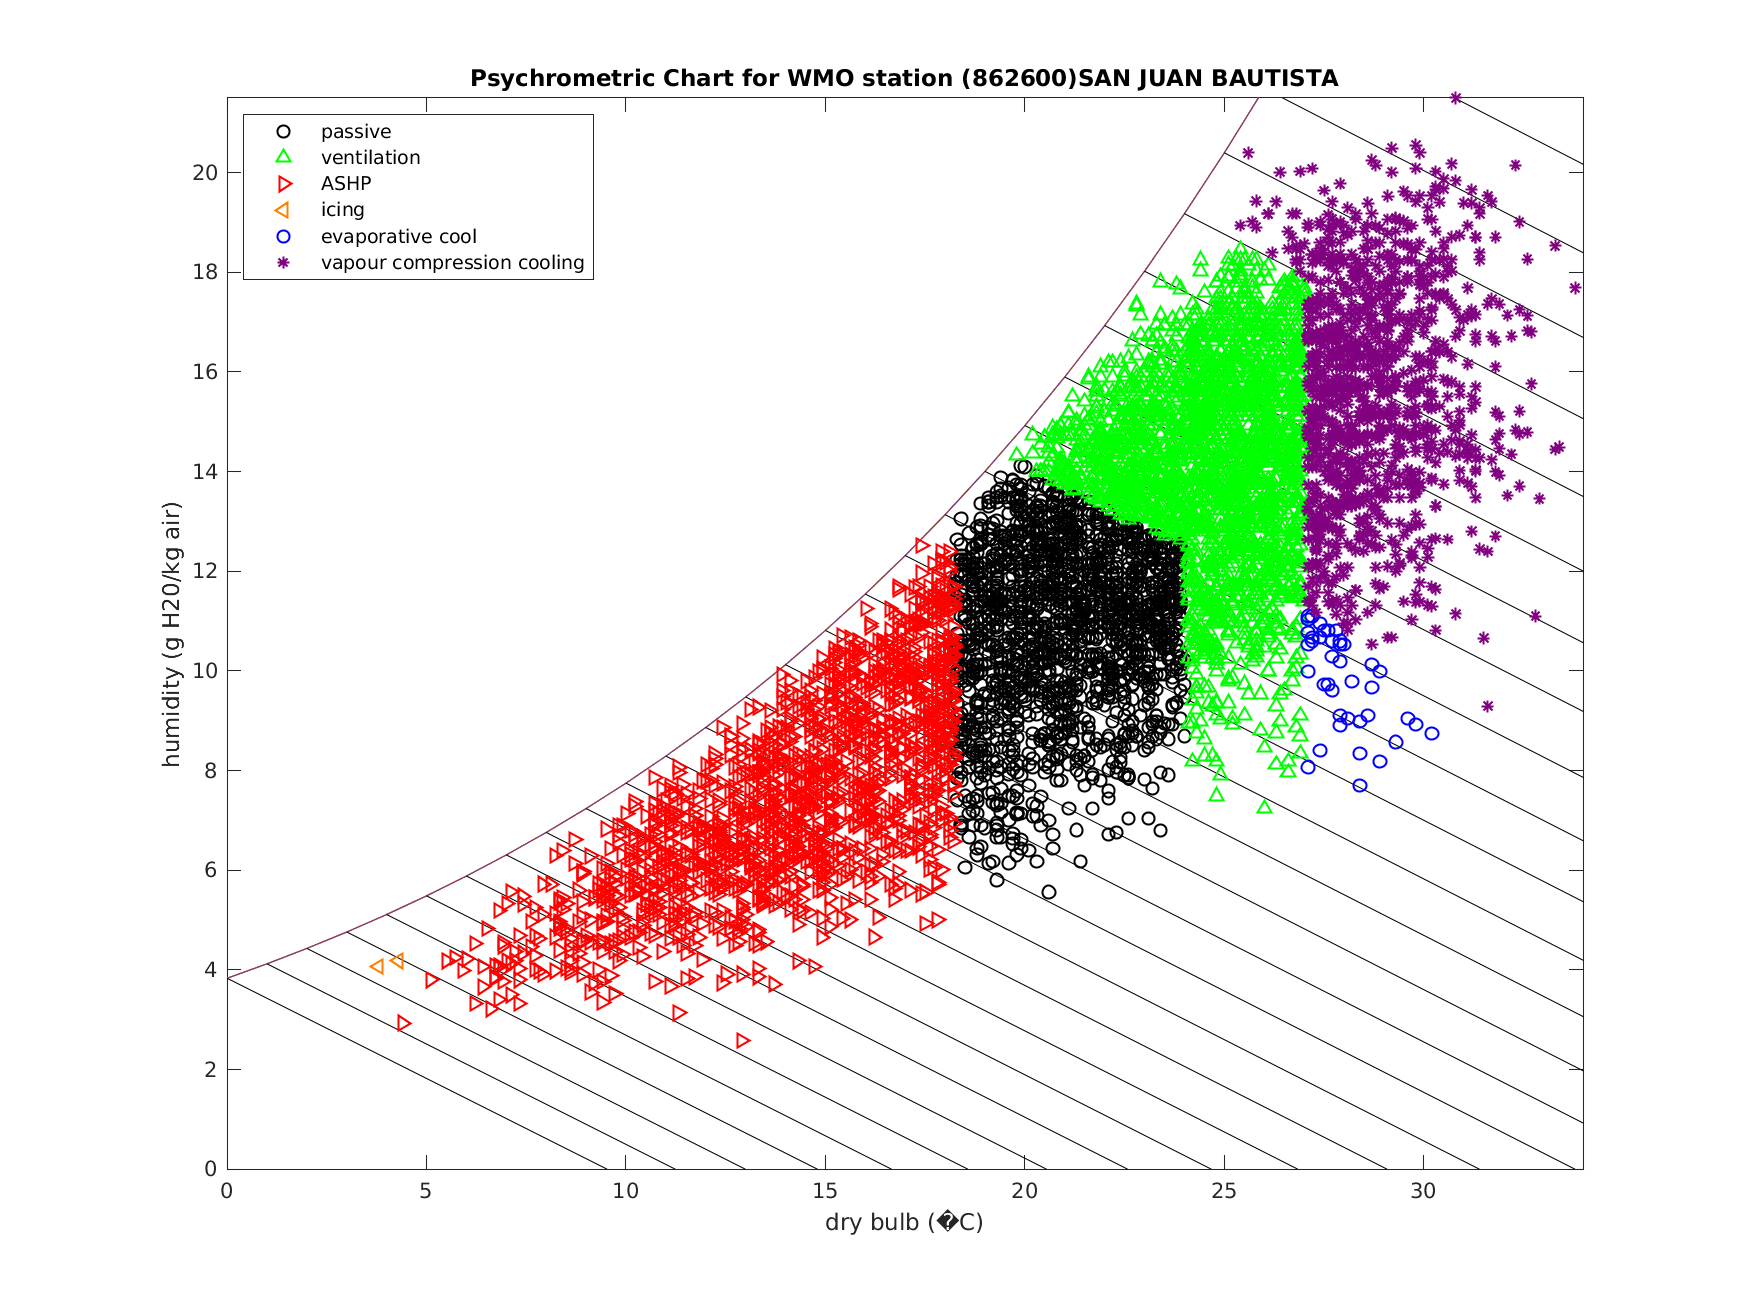 Psychrometric Chart for WMO station (862600)SAN JUAN BAUTISTA
passive
ventilation
ASHP
icing
evaporative cool
vapour compression cooling
humidity (g H20/kg air)
20
18
16
14
12
10
8
6
4
2
0
0 5 10 15 20 25 30
dry bulb (�C)